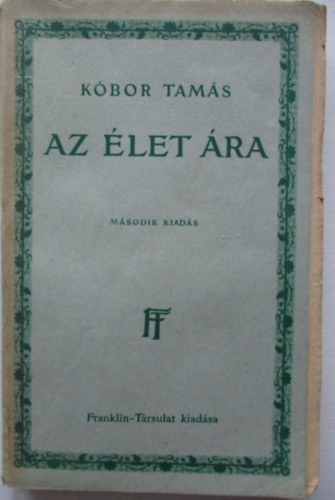 KÓBOR TAMÁS
AZ ÉLET ÁRA
MÁSODIK KIADÁS
FT
Franklin-Társulat kiadása